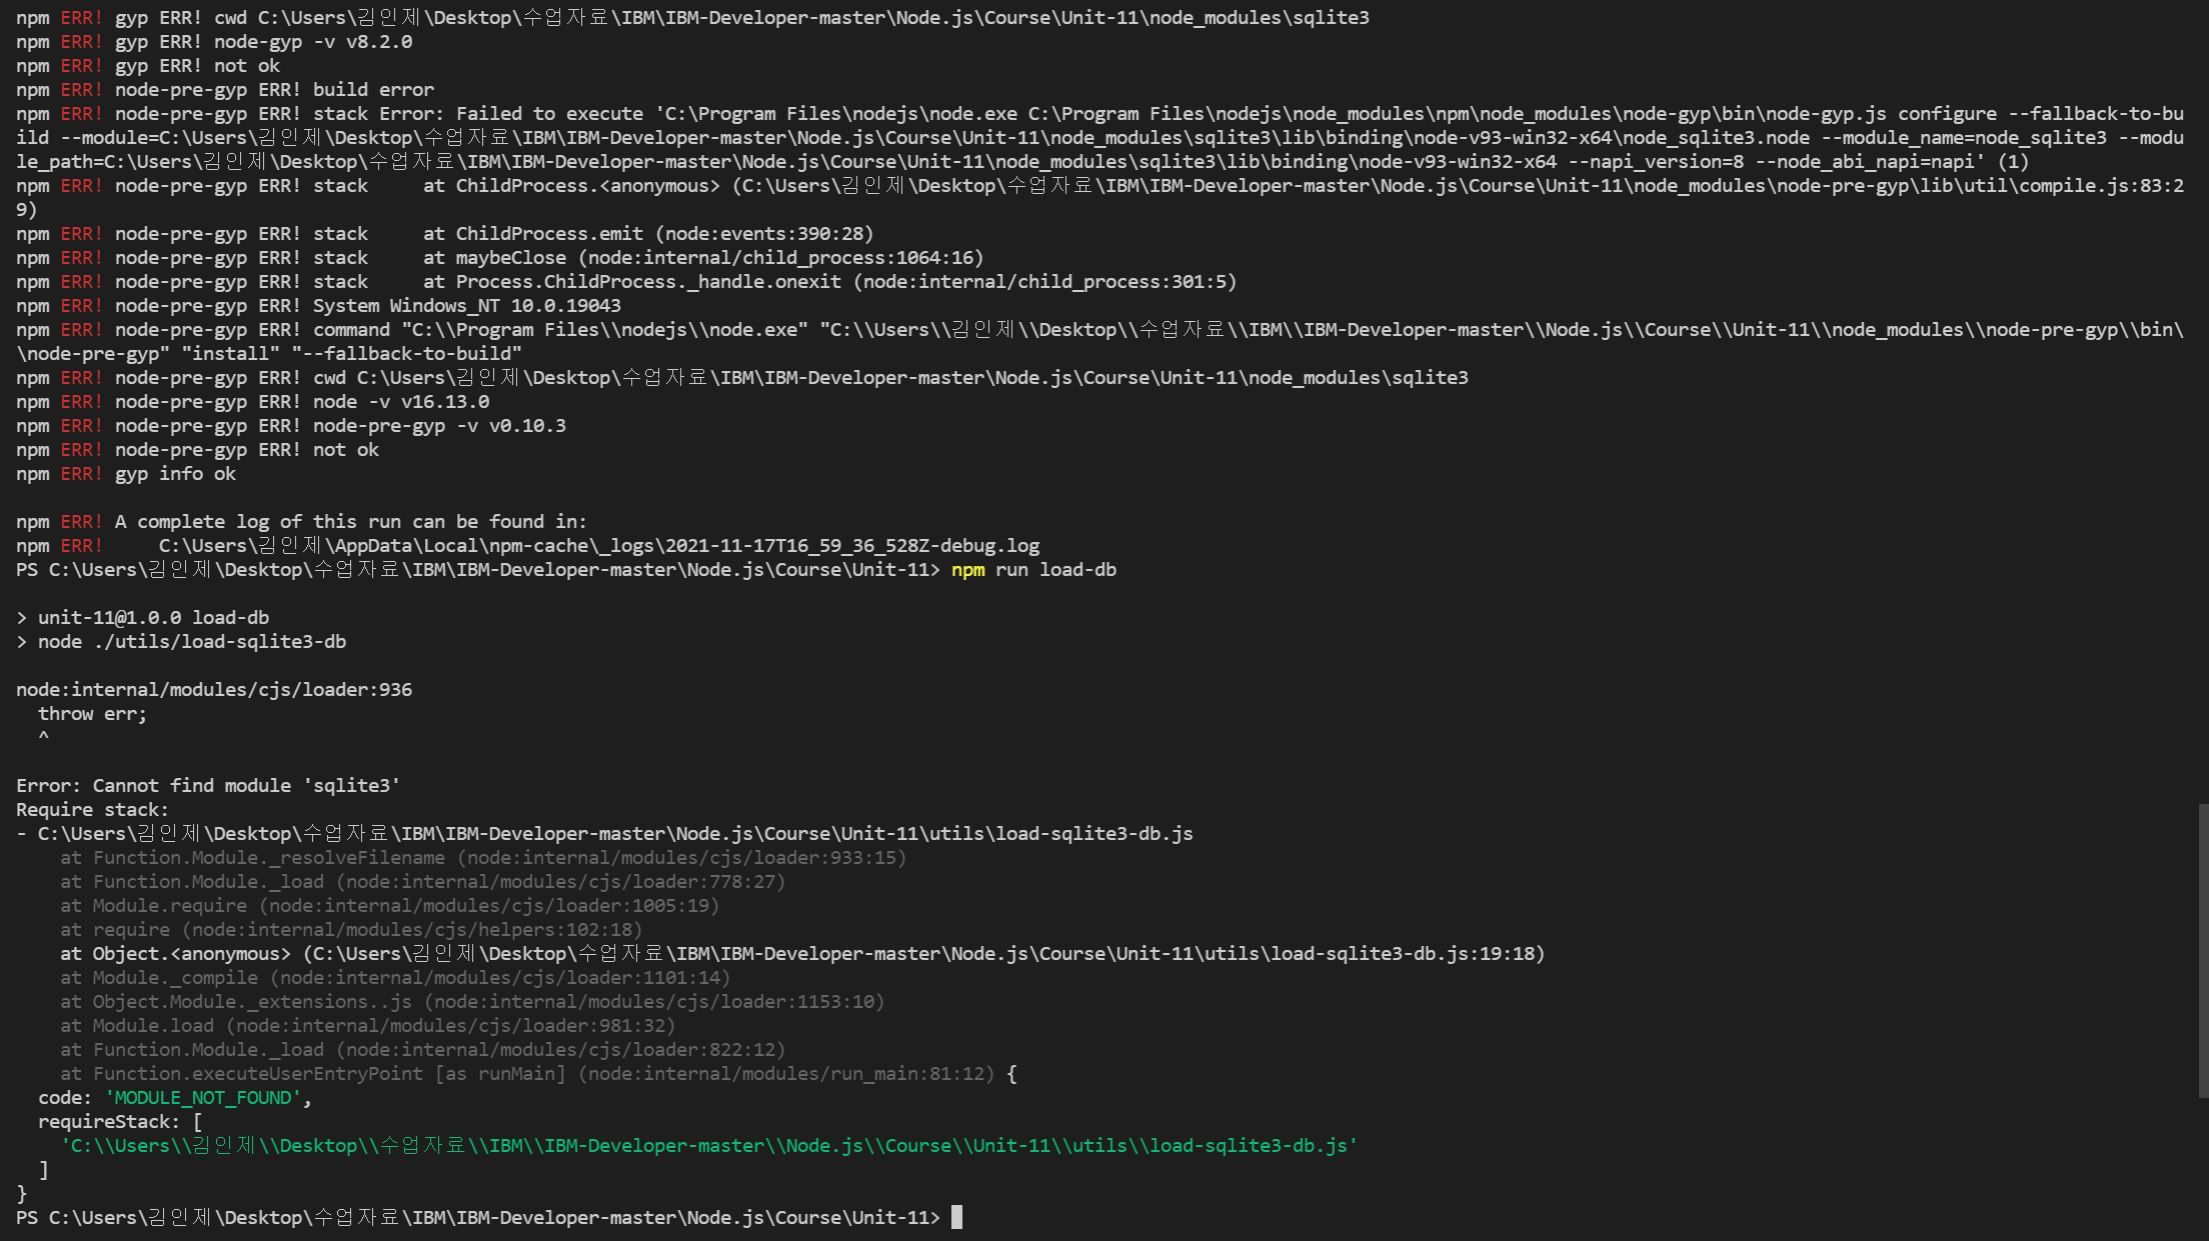 npm ERR! gyp ERR! cwd C:\Users\김인제\Desktop\수업자료\IBM\IBM-Developer-master\Node.js\Course\Unit-11\node_modules\sqlite3
npm ERR! gyp ERR! node-gyp -v v8.2.0
npm ERR! gyp ERR! not ok
npm ERR! node-pre-gyp ERR! build error
npm ERR! node-pre-gyp ERR! stack Error: Failed to execute 'C:\Program Files\nodejs\node.exe C:\Program Files\nodejs\node_modules\npm\node_modules\node-gyp\bin\node-gyp.js configure --fallback-to-bu
ild --module=C:\Users\김인제\Desktop\수업자료\IBM\IBM-Developer-master\Node.js\Course\Unit-11\node_modules\sqlite3\lib\binding\node-v93-win32-x64\node_sqlite3.node --module_name=node_sqlite3 --modu
le_path=C:\Users\김인제\Desktop\수업자료\IBM\IBM-Developer-master\Node.js\Course\Unit-11\node_modules\sqlite3\lib\binding\node-v93-win32-x64 --napi_version=8 --node_abi_napi=napi' (1)
npm ERR! node-pre-gyp ERR! stack     at ChildProcess.<anonymous> (C:\Users\김인제\Desktop\수업자료\IBM\IBM-Developer-master\Node.js\Course\Unit-11\node_modules\node-pre-gyp\lib\util\compile.js:83:2
9)
npm ERR! node-pre-gyp ERR! stack     at ChildProcess.emit (node:events:390:28)
npm ERR! node-pre-gyp ERR! stack     at maybeClose (node:internal/child_process:1064:16)
npm ERR! node-pre-gyp ERR! stack     at Process.ChildProcess._handle.onexit (node:internal/child_process:301:5)
npm ERR! node-pre-gyp ERR! System Windows_NT 10.0.19043
npm ERR! node-pre-gyp ERR! command "C:\\Program Files\\nodejs\\node.exe" "C:\\Users\\김인제\\Desktop\\수업자료\\IBM\\IBM-Developer-master\\Node.js\\Course\\Unit-11\\node_modules\\node-pre-gyp\\bin\
\node-pre-gyp" "install" "--fallback-to-build"
npm ERR! node-pre-gyp ERR! cwd C:\Users\김인제\Desktop\수업자료\IBM\IBM-Developer-master\Node.js\Course\Unit-11\node_modules\sqlite3
npm ERR! node-pre-gyp ERR! node -v v16.13.0
npm ERR! node-pre-gyp ERR! node-pre-gyp -v v0.10.3
npm ERR! node-pre-gyp ERR! not ok
npm ERR! gyp info ok
npm ERR! A complete log of this run can be found in:
npm ERR!     C:\Users\김인제\AppData\Local\npm-cache\_logs\2021-11-17T16_59_36_528Z-debug.log
PS C:\Users\김인제\Desktop\수업자료\IBM\IBM-Developer-master\Node.js\Course\Unit-11> npm run load-db
> unit-11@1.0.0 load-db
> node ./utils/load-sqlite3-db
node:internal/modules/cjs/loader:936
  throw err;
  ^
Error: Cannot find module 'sqlite3'
Require stack:
- C:\Users\김인제\Desktop\수업자료\IBM\IBM-Developer-master\Node.js\Course\Unit-11\utils\load-sqlite3-db.js
    at Function.Module._resolveFilename (node:internal/modules/cjs/loader:933:15)
    at Function.Module._load (node:internal/modules/cjs/loader:778:27)
    at Module.require (node:internal/modules/cjs/loader:1005:19)
    at require (node:internal/modules/cjs/helpers:102:18)
    at Object.<anonymous> (C:\Users\김인제\Desktop\수업자료\IBM\IBM-Developer-master\Node.js\Course\Unit-11\utils\load-sqlite3-db.js:19:18)
    at Module._compile (node:internal/modules/cjs/loader:1101:14)
    at Object.Module._extensions..js (node:internal/modules/cjs/loader:1153:10)
    at Module.load (node:internal/modules/cjs/loader:981:32)
    at Function.Module._load (node:internal/modules/cjs/loader:822:12)
    at Function.executeUserEntryPoint [as runMain] (node:internal/modules/run_main:81:12) {
  code: 'MODULE_NOT_FOUND',
  requireStack: [
    'C:\\Users\\김인제\\Desktop\\수업자료\\IBM\\IBM-Developer-master\\Node.js\\Course\\Unit-11\\utils\\load-sqlite3-db.js'
  ]
}
PS C:\Users\김인제\Desktop\수업자료\IBM\IBM-Developer-master\Node.js\Course\Unit-11>